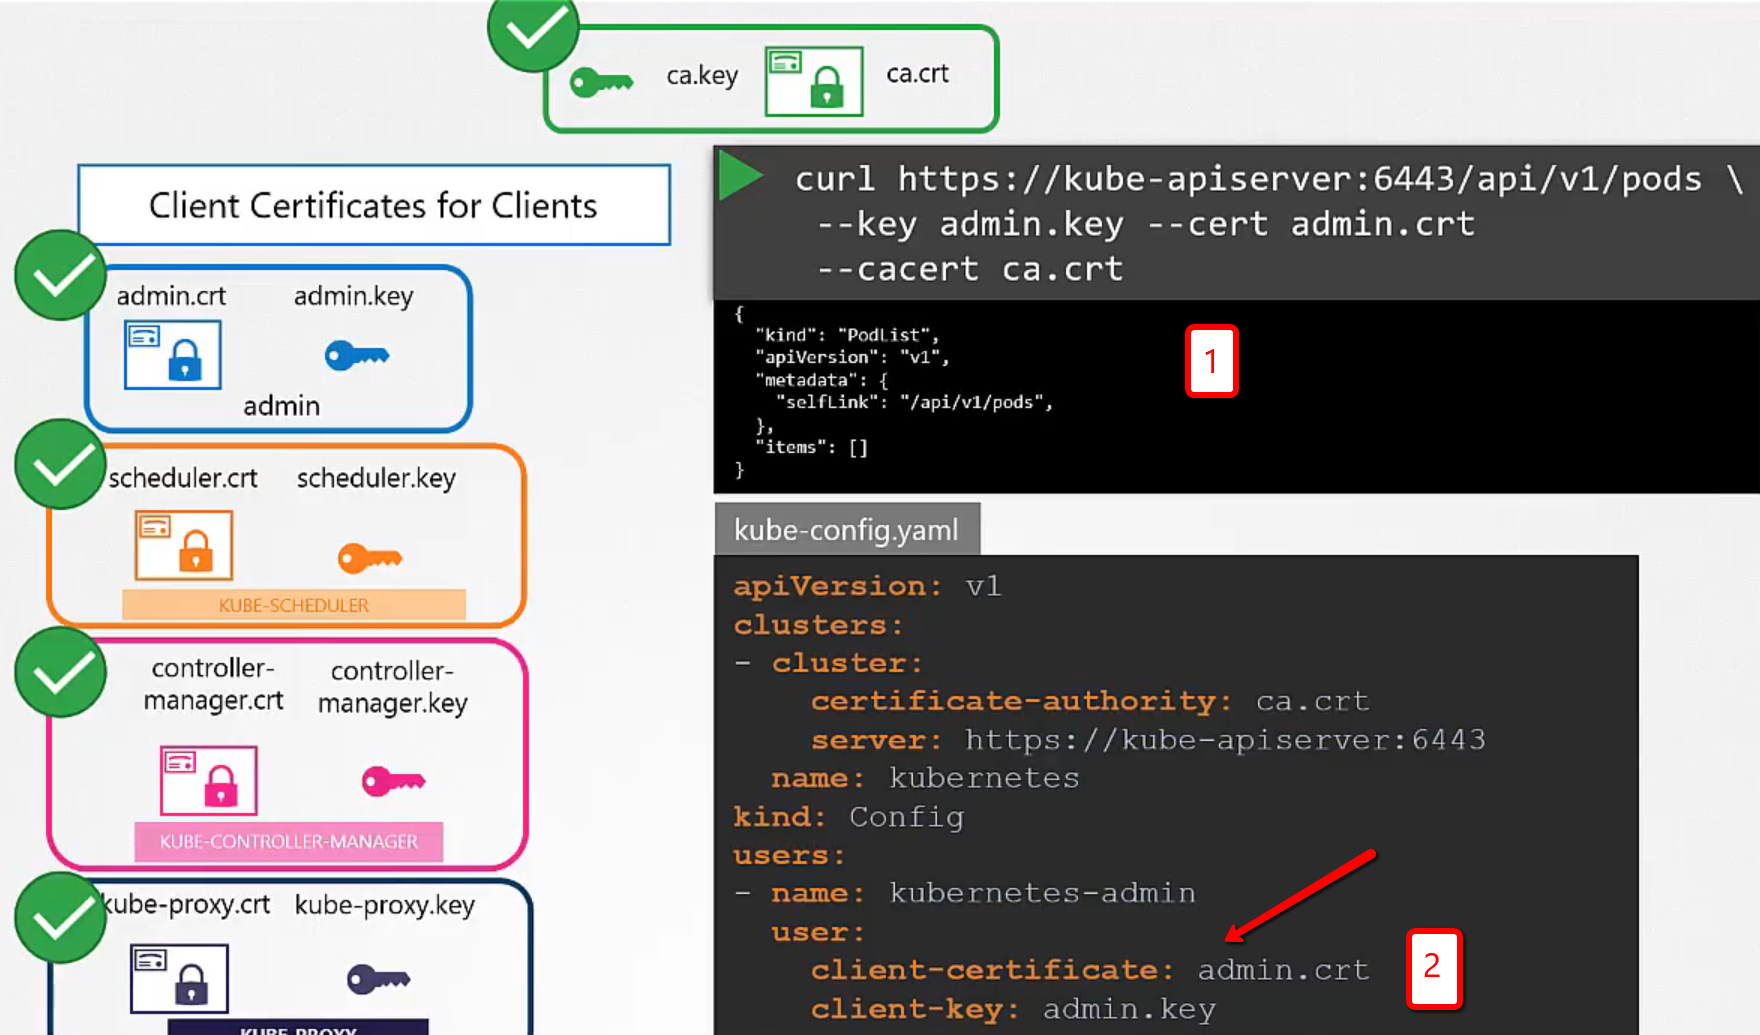 ca.key
ca.crt
Client Certificates for Clients
admin.crt
admin.key
admin
scheduler.crt
scheduler.key
KUBE-SCHEDULER
controller-
manager.crt
controller-
manager.key
KUBE-CONTROLLER-MANAGER
kube-proxy.crt
kube-proxy.key
KUBE-PROXY
curl https://kube-apiserver:6443/api/v1/pods \
--key admin.key --cert admin.crt
--cacert ca.crt
{
"kind": "PodList",
"apiVersion": "v1",
"metadata": {
"selfLink": "/api/v1/pods",
},
"items": []
}
1
kube-config.yaml
apiVersion: v1
clusters:
- cluster:
certificate-authority: ca.crt
server: https://kube-apiserver:6443
name: kubernetes
kind: Config
users:
- name: kubernetes-admin
user:
client-certificate: admin.crt
client-key: admin.key
2